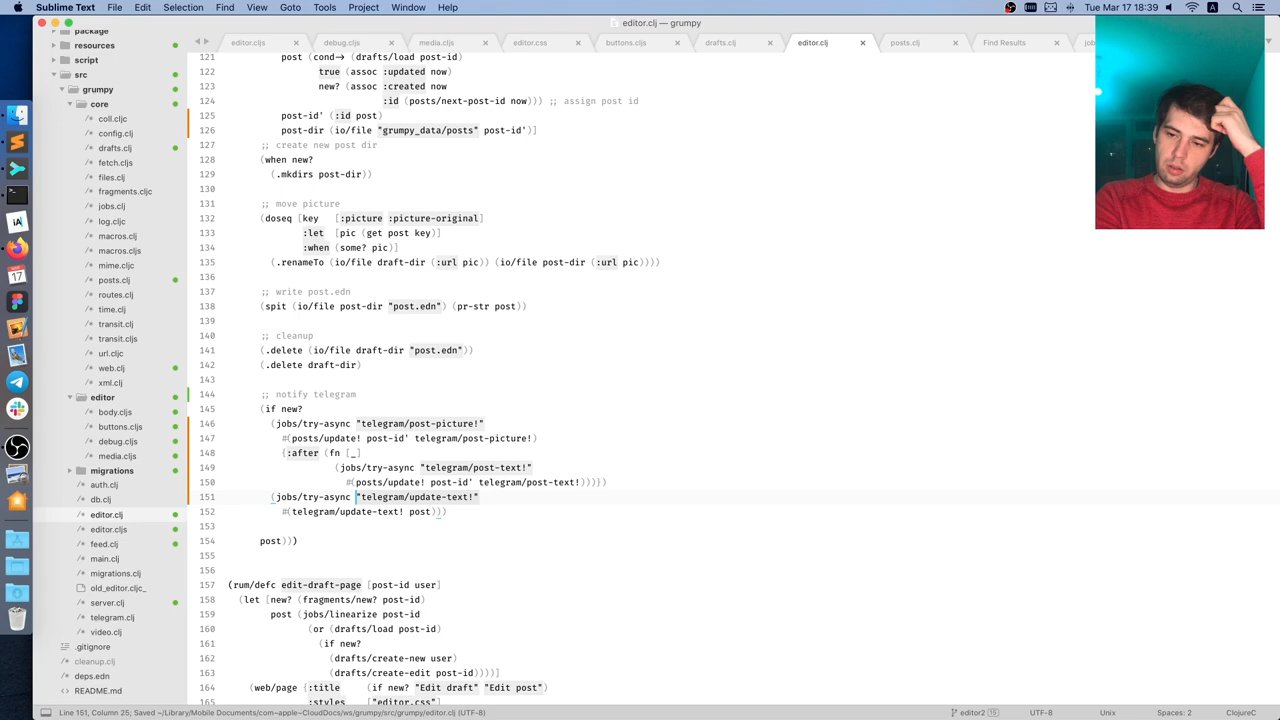 Sublime Text File Edit Selection Find View Goto Tools Project Window Help
Tue 17 Mar 18:39
editor.clj — grumpy
editor.cljs
debug.cljs
media.cljs
editor.css
buttons.cljs
drafts.clj
editor.clj
posts.clj
Find Results
package
resources
script
src
grumpy
core
coll.cljc
config.clj
drafts.clj
fetch.cljs
files.clj
fragments.cljc
jobs.clj
log.cljc
macros.clj
macros.cljs
mime.cljc
posts.clj
routes.clj
time.clj
transit.clj
transit.cljs
url.cljc
web.clj
xml.clj
editor
body.cljs
buttons.cljs
debug.cljs
media.cljs
migrations
auth.clj
db.clj
editor.clj
editor.cljs
feed.clj
main.clj
migrations.clj
old_editor.cljc_
server.clj
telegram.clj
video.clj
.gitignore
cleanup.clj
deps.edn
README.md
121 post (cond→ (drafts/load post-id)
122 true (assoc :updated now)
123 new? (assoc :created now
124 :id (posts/next-post-id now))) ;; assign post id
125 post-id' (:id post)
126 post-dir (io/file "grumpy_data/posts" post-id')]
127 ;; create new post dir
128 (when new?
129 (.mkdirs post-dir))
130
131 ;; move picture
132 (doseq [key [:picture :picture-original]
133 :let [pic (get post key)]
134 :when (some? pic)]
135 (.renameTo (io/file draft-dir (:url pic)) (io/file post-dir (:url pic))))
136
137 ;; write post.edn
138 (spit (io/file post-dir "post.edn") (pr-str post))
139
140 ;; cleanup
141 (.delete (io/file draft-dir "post.edn"))
142 (.delete draft-dir)
143
144 ;; notify telegram
145 (if new?
146 (jobs/try-async "telegram/post-picture!"
147 #(posts/update! post-id' telegram/post-picture!)
148 {:after (fn [_]
149 (jobs/try-async "telegram/post-text!"
150 #(posts/update! post-id' telegram/post-text!)))})
151 (jobs/try-async "telegram/update-text!"
152 #(telegram/update-text! post)))
153
154 post)))
155
156
157 (rum/defc edit-draft-page [post-id user]
158 (let [new? (fragments/new? post-id)
159 post (jobs/linearize post-id
160 (or (drafts/load post-id)
161 (if new?
162 (drafts/create-new user)
163 (drafts/create-edit post-id))))]
164 (web/page {:title (if new? "Edit draft" "Edit post")
165 :styles ["editor.css"]
Line 151, Column 25; Saved ~/Library/Mobile Documents/com~apple~CloudDocs/ws/grumpy/src/grumpy/editor.clj (UTF-8)
editor2 15
UTF-8
Unix
Spaces: 2
ClojureC